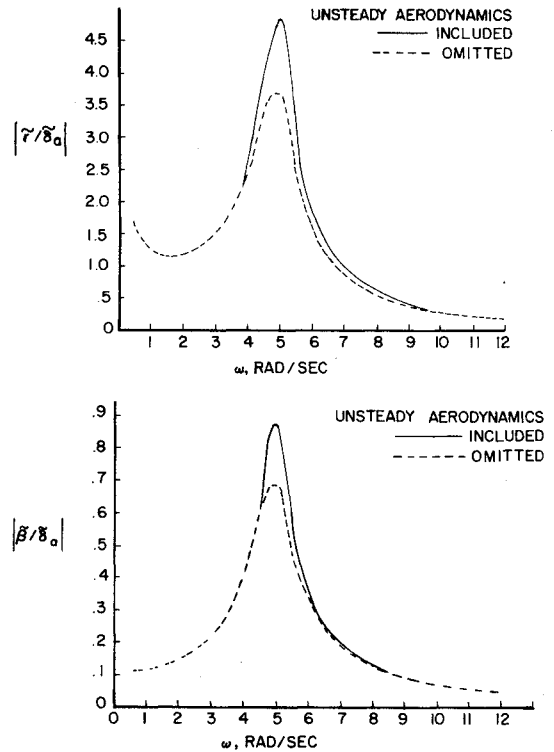 UNSTEADY AERODYNAMICS
INCLUDED
OMITTED
4.5
4.0
3.5
3.0
2.5
2.0
1.5
1.0
.5
0
|r̃/δ̃a|
1 2 3 4 5 6 7 8 9 10 11 12
ω, RAD/SEC
UNSTEADY AERODYNAMICS
INCLUDED
OMITTED
.9
.8
.7
.6
.5
.4
.3
.2
.1
0
|β̃/δ̃a|
0 1 2 3 4 5 6 7 8 9 10 11 12
ω, RAD/SEC